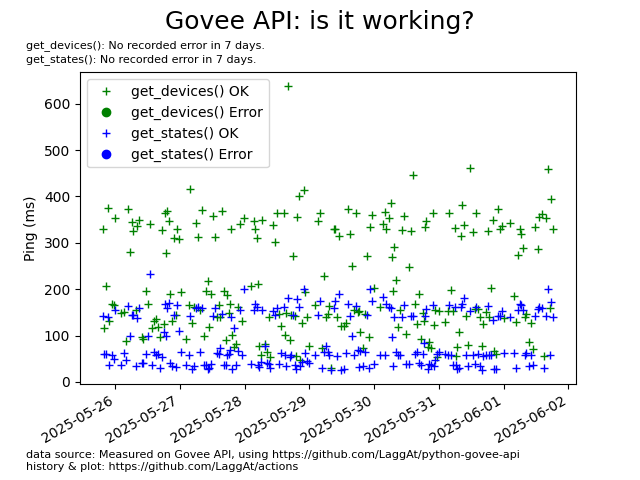 Govee API: is it working?
get_devices(): No recorded error in 7 days.
get_states(): No recorded error in 7 days.
get_devices() OK
get_devices() Error
get_states() OK
get_states() Error
600
500
400
300
200
100
0
Ping (ms)
2025-05-26
2025-05-27
2025-05-28
2025-05-29
2025-05-30
2025-05-31
2025-06-01
2025-06-02
data source: Measured on Govee API, using https://github.com/LaggAt/python-govee-api
history & plot: https://github.com/LaggAt/actions